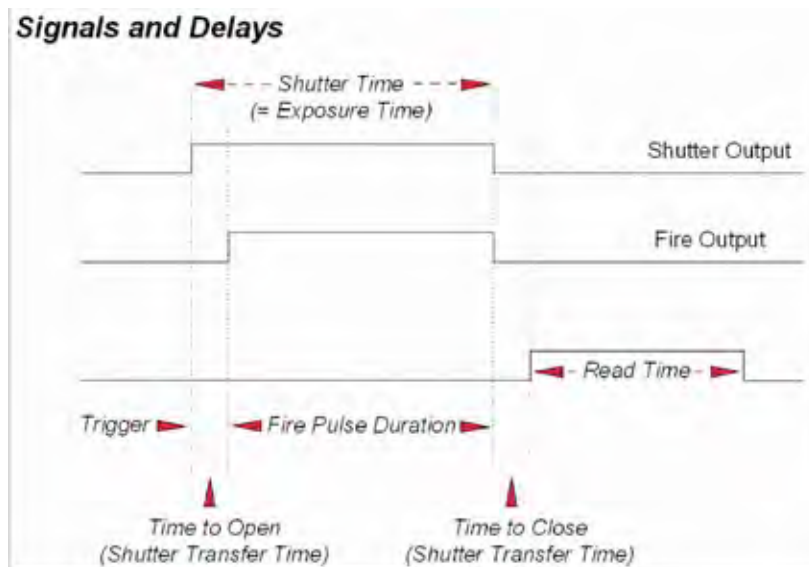 Signals and Delays
Shutter Time
(= Exposure Time)
Shutter Output
Fire Output
Read Time
Trigger
Fire Pulse Duration
Time to Open
(Shutter Transfer Time)
Time to Close
(Shutter Transfer Time)